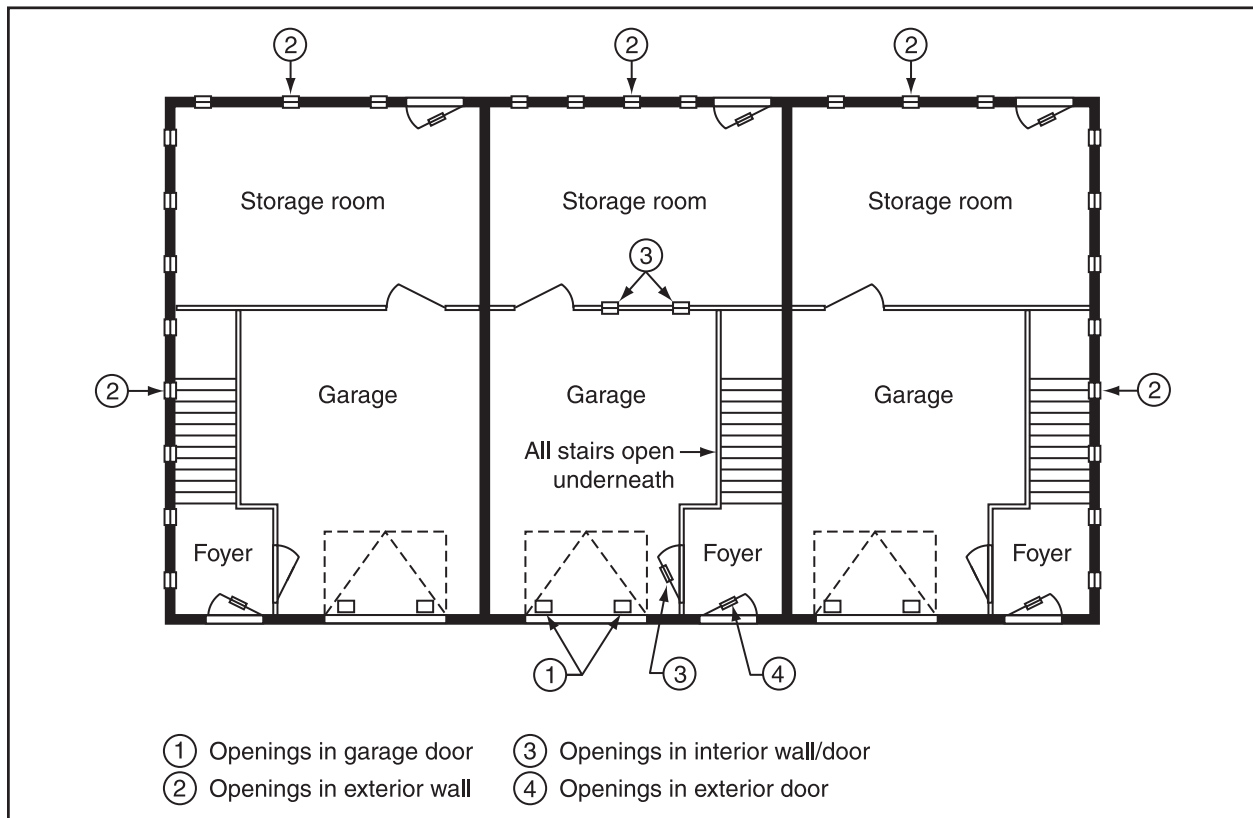 2
2
2
Storage room
Storage room
Storage room
3
2
Garage
Garage
Garage
2
All stairs open
underneath
Foyer
Foyer
Foyer
1
3
4
1 Openings in garage door
3 Openings in interior wall/door
2 Openings in exterior wall
4 Openings in exterior door